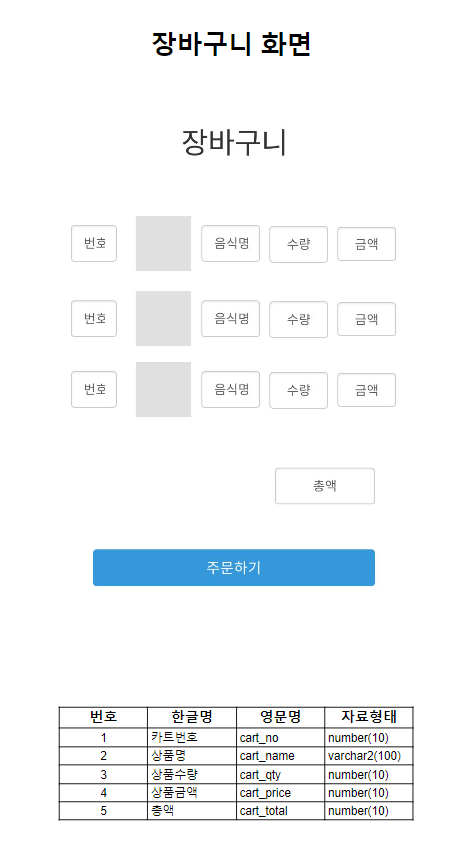 장바구니 화면
장바구니
번호 음식명 수량 금액
번호 음식명 수량 금액
번호 음식명 수량 금액
총액
주문하기
번호 한글명 영문명 자료형태
1 카트번호 cart_no number(10)
2 상품명 cart_name varchar2(100)
3 상품수량 cart_qty number(10)
4 상품금액 cart_price number(10)
5 총액 cart_total number(10)